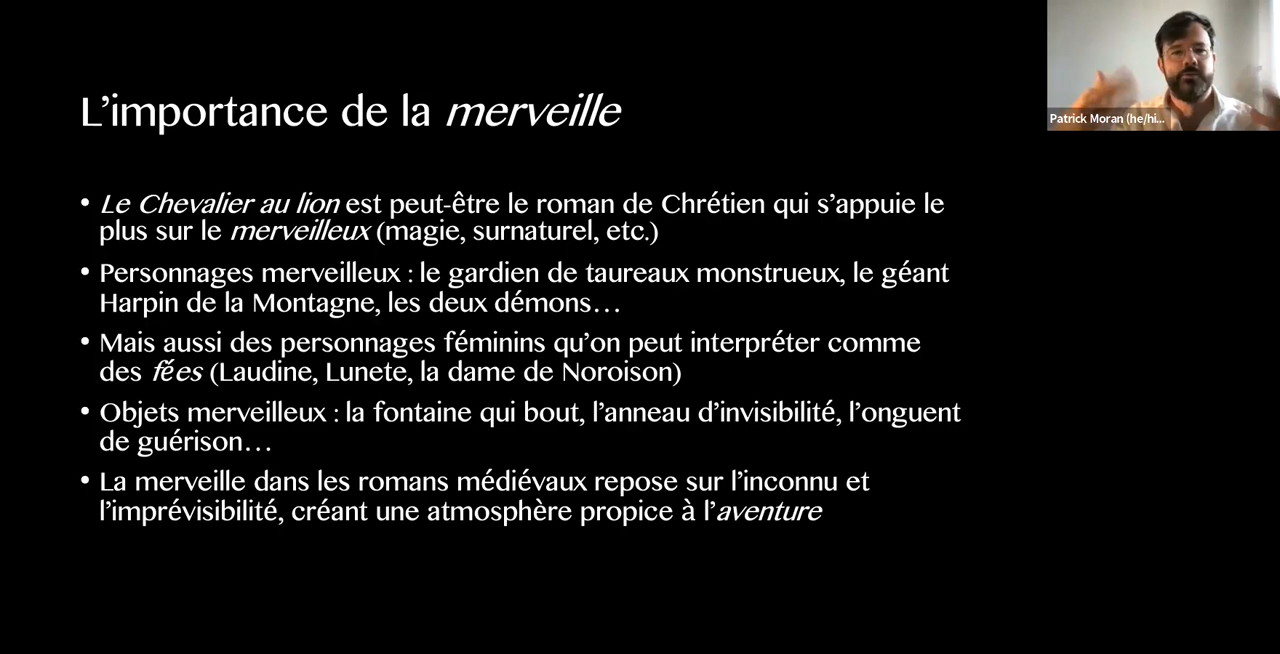 L’importance de la merveille
Patrick Moran (he/hi...
• Le Chevalier au lion est peut-être le roman de Chrétien qui s’appuie le
plus sur le merveilleux (magie, surnaturel, etc.)
• Personnages merveilleux : le gardien de taureaux monstrueux, le géant
Harpin de la Montagne, les deux démons…
• Mais aussi des personnages féminins qu’on peut interpréter comme
des fées (Laudine, Lunete, la dame de Noroison)
• Objets merveilleux : la fontaine qui bout, l’anneau d’invisibilité, l’onguent
de guérison…
• La merveille dans les romans médiévaux repose sur l’inconnu et
l’imprévisibilité, créant une atmosphère propice à l’aventure